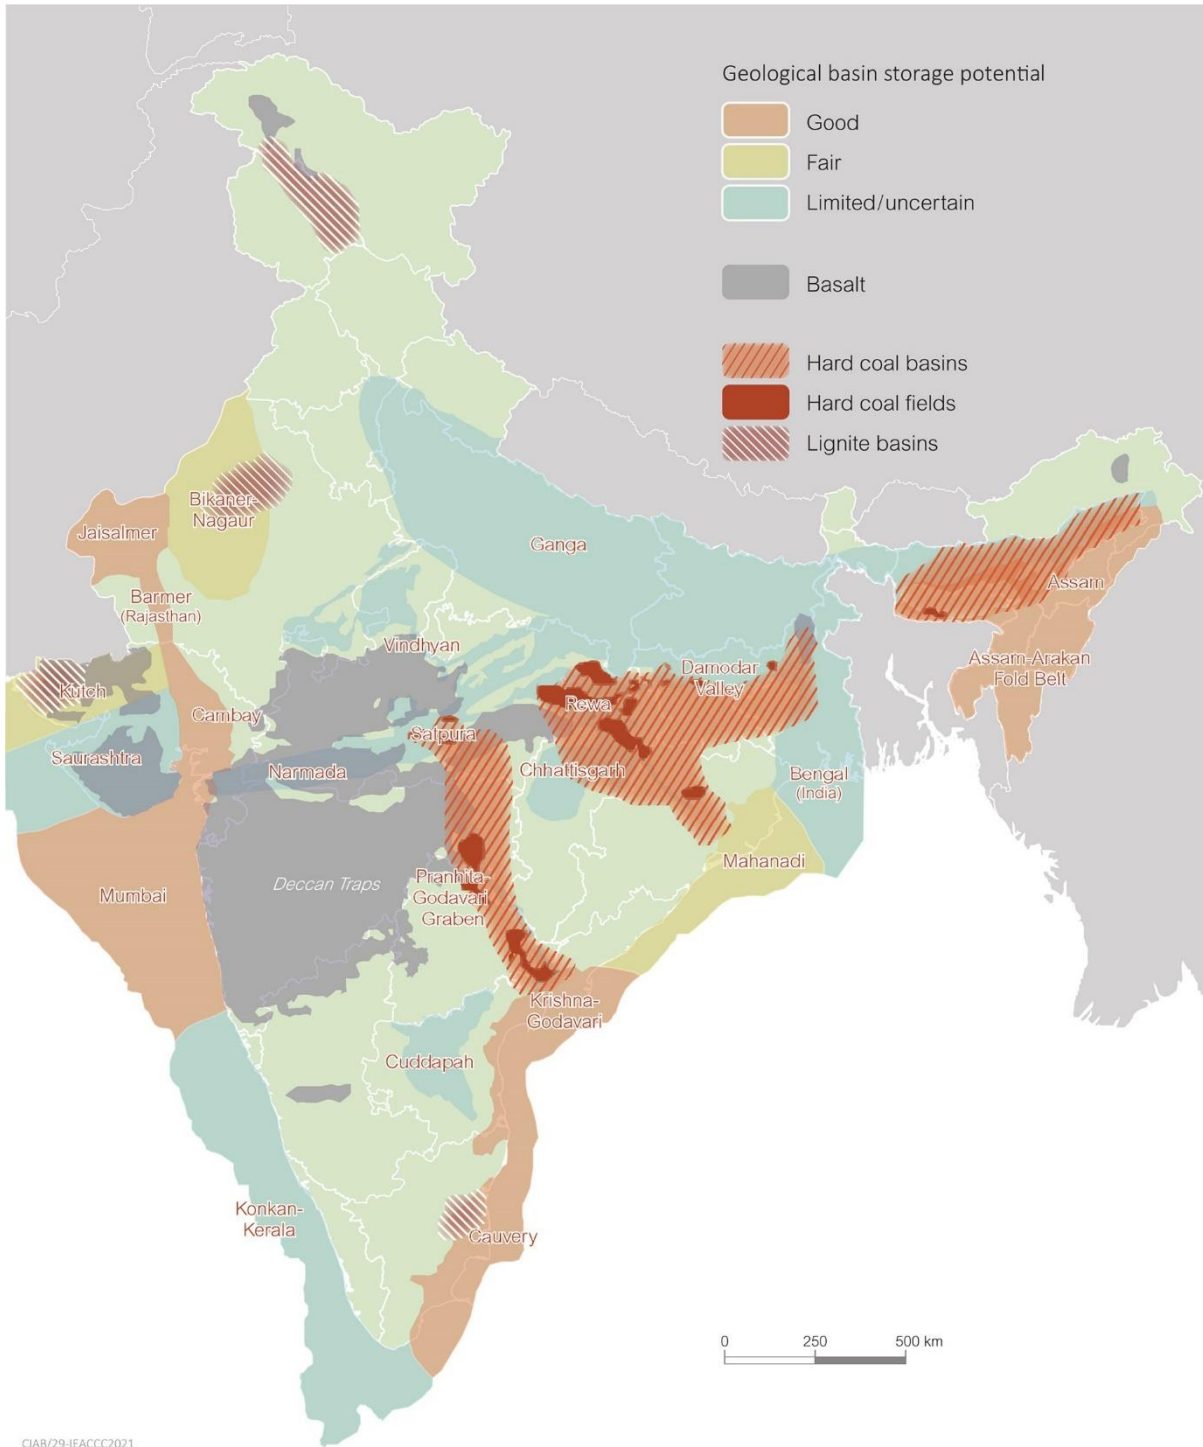 Geological basin storage potential
Good
Fair
Limited/uncertain
Basalt
Hard coal basins
Hard coal fields
Lignite basins
Bikaner-
Nagaur
Jaisalmer
Ganga
Barmer
(Rajasthan)
Assam
Vindhyan
Assam-Arakan
Fold Belt
Damodar
Valley
Kutch
Rewa
Cambay
Satpura
Saurashtra
Narmada
Chhattisgarh
Bengal
(India)
Mahanadi
Deccan Traps
Pranhita-
Godavari
Graben
Mumbai
Krishna-
Godavari
Cuddapah
Konkan-
Kerala
Cauvery
0 250 500 km
CIAB/29-IEACCC2021